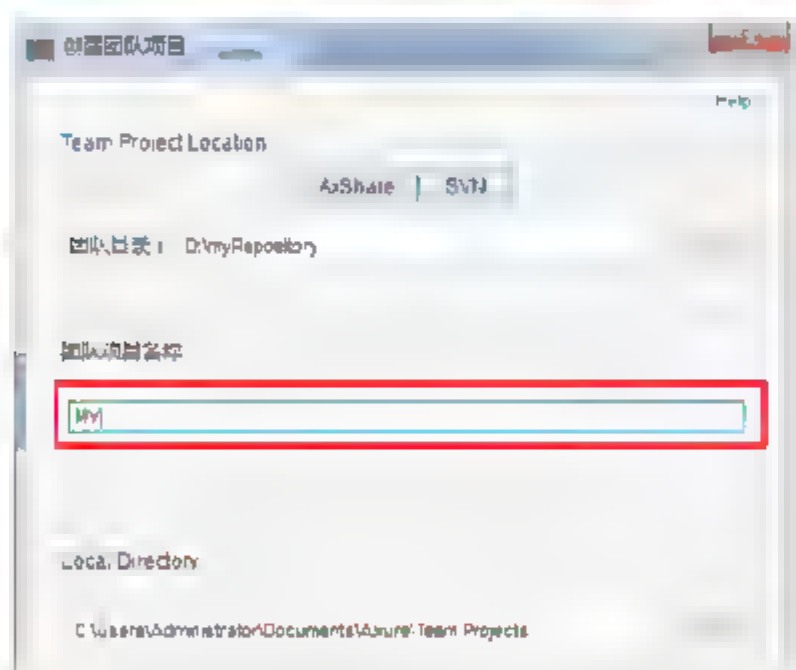 创建团队项目
Help
Team Project Location
AxShare | SVN
团队目录： D:\myRepository
团队项目名称
My
Local Directory
C:\Users\Administrator\Documents\Axure\Team Projects